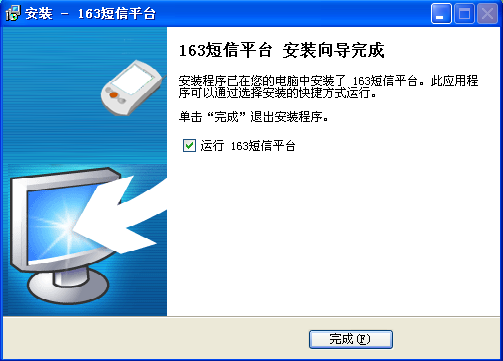 安装 - 163短信平台
163短信平台 安装向导完成
安装程序已在您的电脑中安装了 163短信平台。此应用程
序可以通过选择安装的快捷方式运行。
单击“完成”退出安装程序。
运行 163短信平台
完成(F)